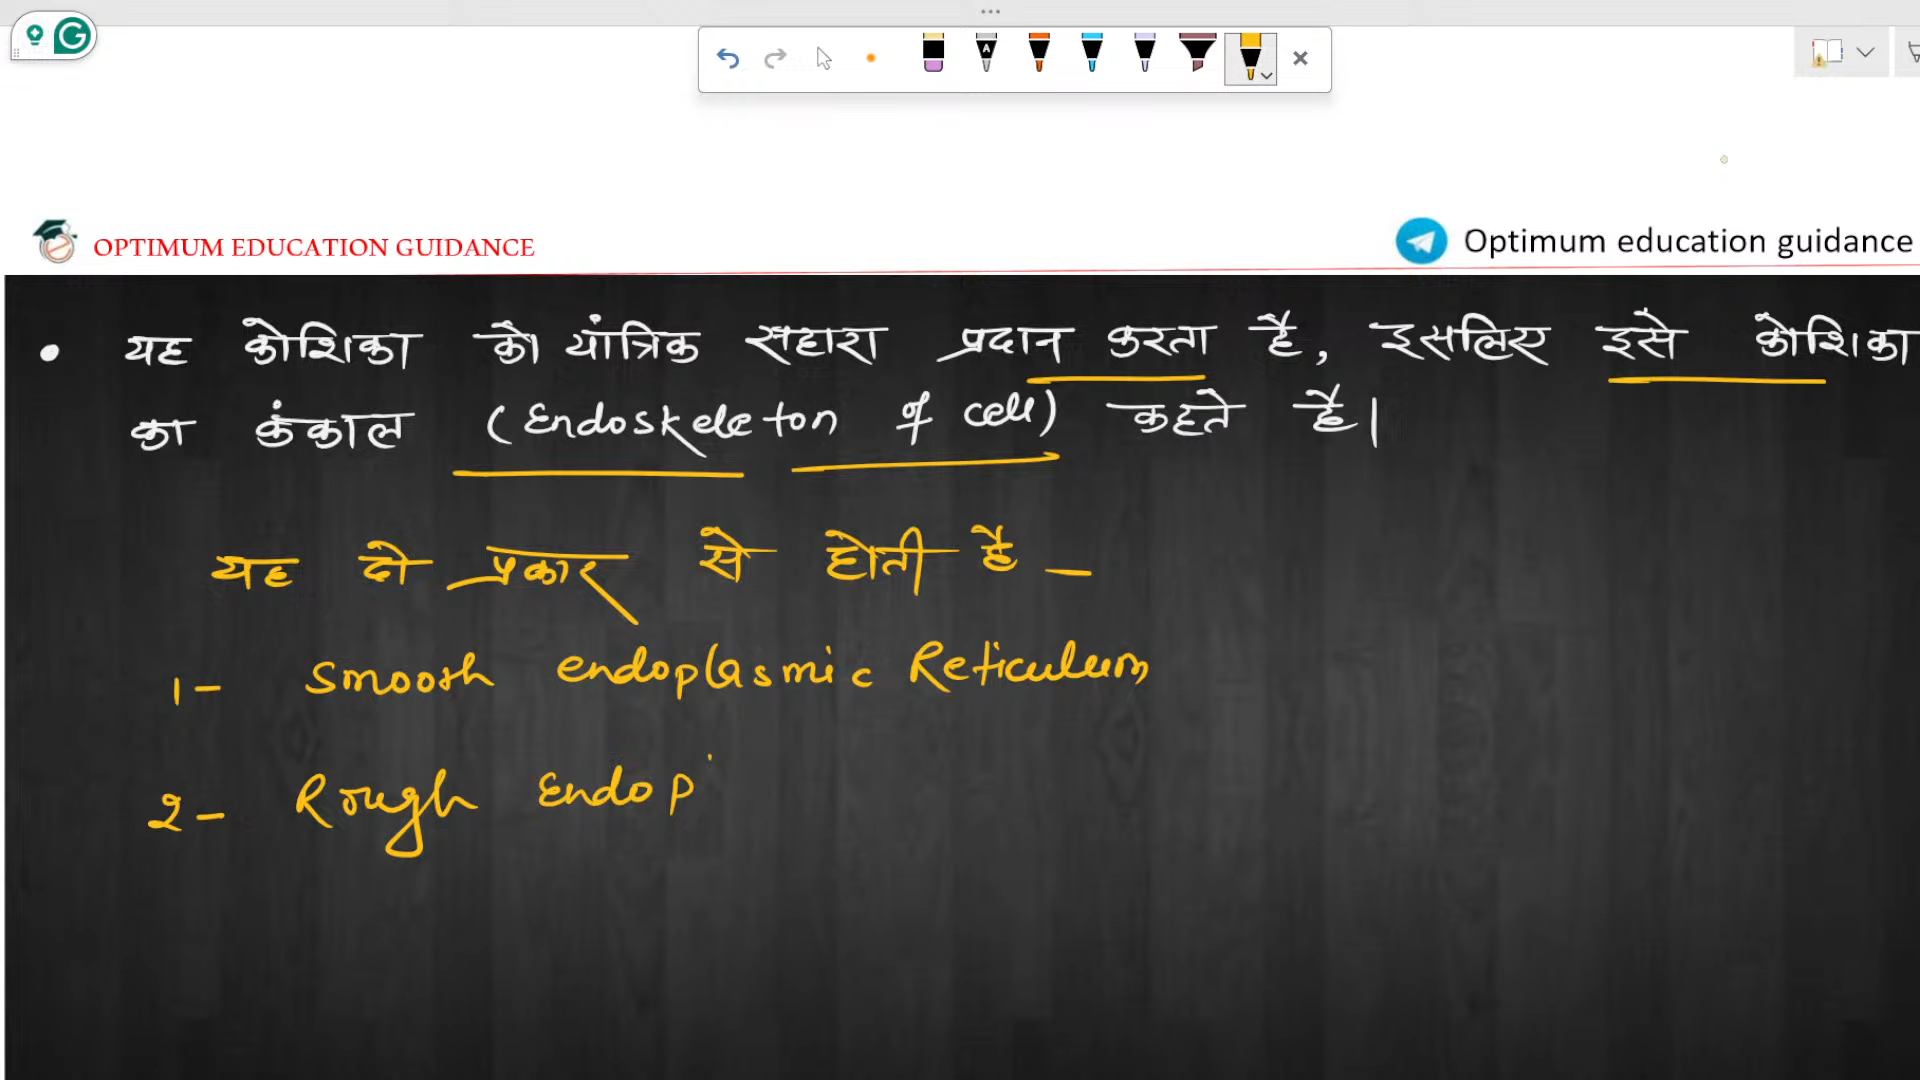 OPTIMUM EDUCATION GUIDANCE
Optimum education guidance
• यह कोशिका को यांत्रिक सहारा प्रदान करता है, इसलिए इसे कोशिका
का कंकाल (Endoskeleton of cell) कहते है।
यह दो प्रकार से होती है –
1- Smooth endoplasmic Reticulum
2- Rough Endop